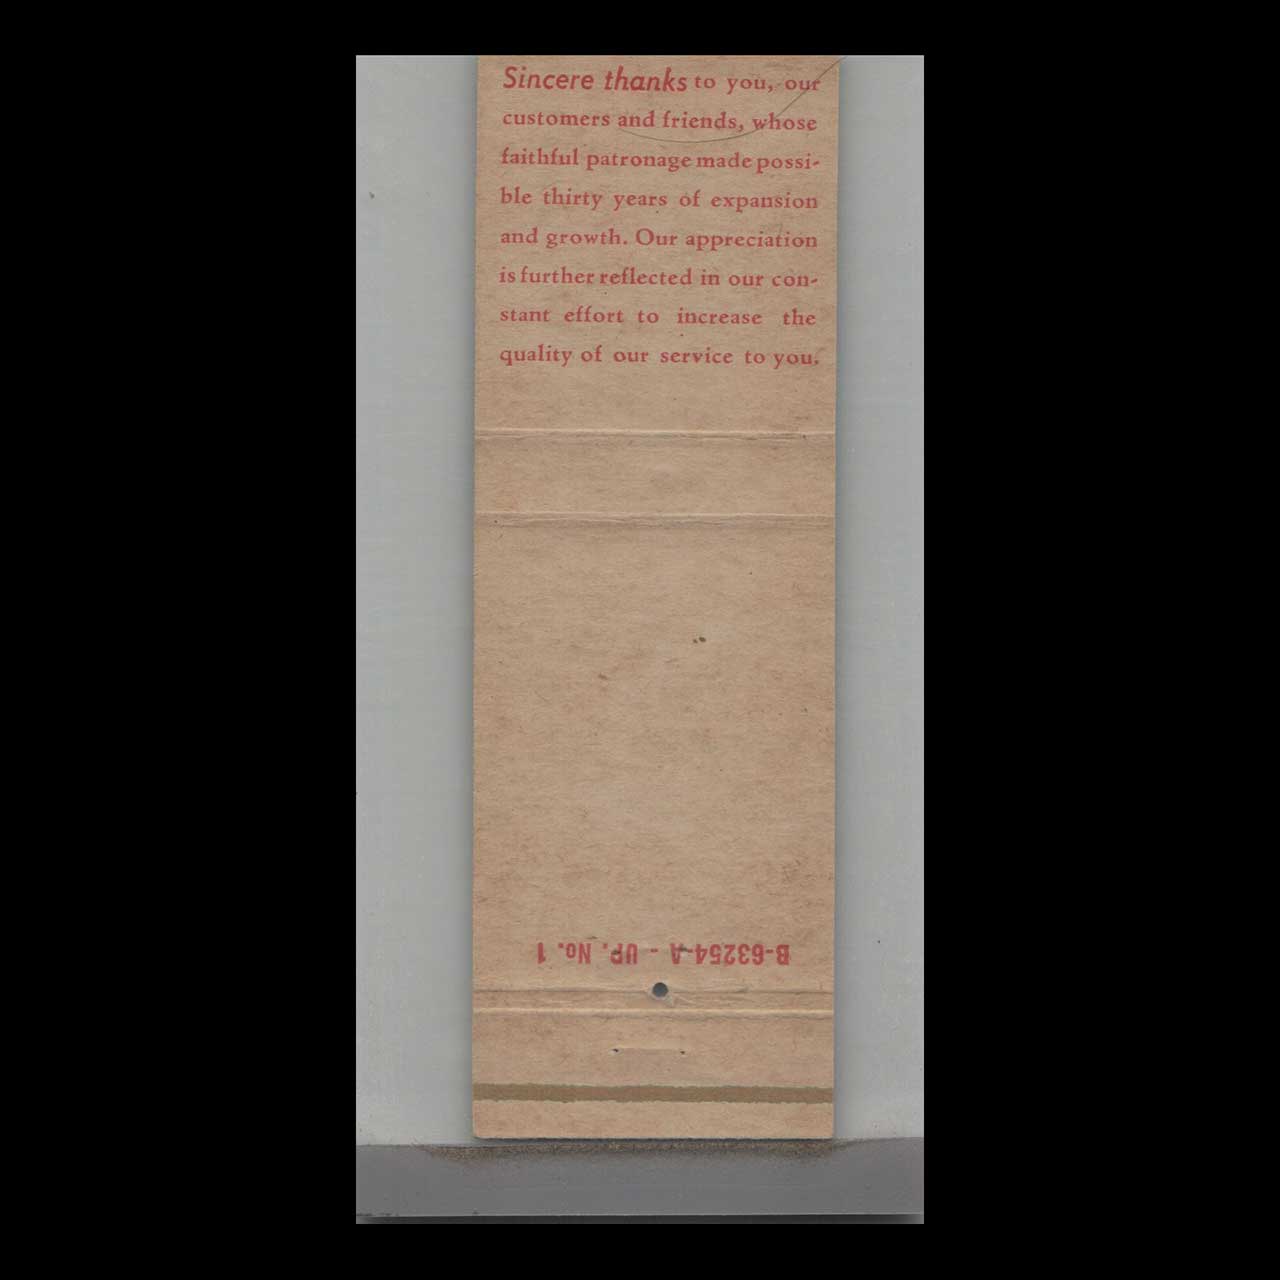 Sincere thanks to you, our
customers and friends, whose
faithful patronage made possi-
ble thirty years of expansion
and growth. Our appreciation
is further reflected in our con-
stant effort to increase the
quality of our service to you.
B-63254-A - UP. No. 1